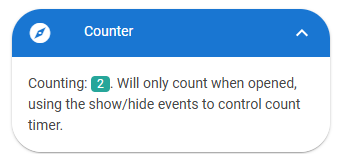 Counter
Counting: 2. Will only count when opened,
using the show/hide events to control count
timer.